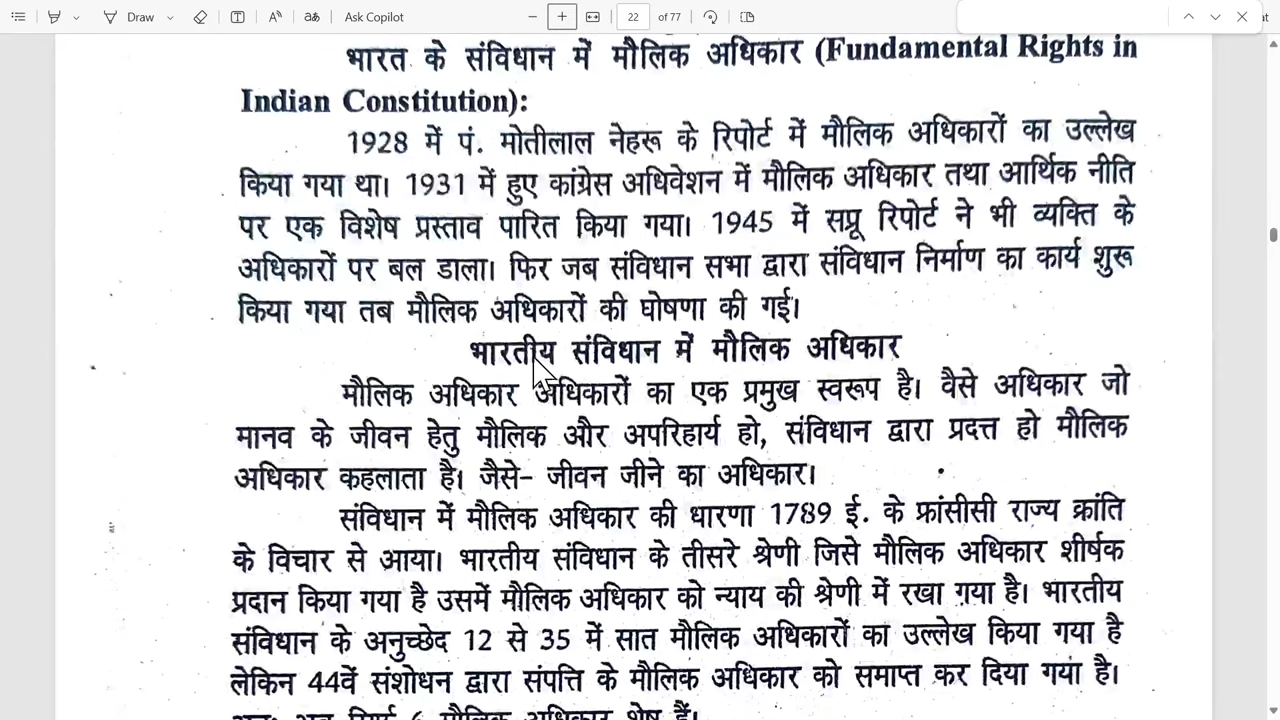 Draw
Ask Copilot
22 of 77
भारत के संविधान में मौलिक अधिकार (Fundamental Rights in
Indian Constitution):
1928 में पं. मोतीलाल नेहरू के रिपोर्ट में मौलिक अधिकारों का उल्लेख
किया गया था। 1931 में हुए कांग्रेस अधिवेशन में मौलिक अधिकार तथा आर्थिक नीति
पर एक विशेष प्रस्ताव पारित किया गया। 1945 में सप्रू रिपोर्ट ने भी व्यक्ति के
अधिकारों पर बल डाला। फिर जब संविधान सभा द्वारा संविधान निर्माण का कार्य शुरू
किया गया तब मौलिक अधिकारों की घोषणा की गई।
भारतीय संविधान में मौलिक अधिकार
मौलिक अधिकार अधिकारों का एक प्रमुख स्वरूप है। वैसे अधिकार जो
मानव के जीवन हेतु मौलिक और अपरिहार्य हो, संविधान द्वारा प्रदत्त हो मौलिक
अधिकार कहलाता है। जैसे– जीवन जीने का अधिकार।
संविधान में मौलिक अधिकार की धारणा 1789 ई. के फ्रांसीसी राज्य क्रांति
के विचार से आया। भारतीय संविधान के तीसरे श्रेणी जिसे मौलिक अधिकार शीर्षक
प्रदान किया गया है उसमें मौलिक अधिकार को न्याय की श्रेणी में रखा गया है। भारतीय
संविधान के अनुच्छेद 12 से 35 में सात मौलिक अधिकारों का उल्लेख किया गया है
लेकिन 44वें संशोधन द्वारा संपत्ति के मौलिक अधिकार को समाप्त कर दिया गया है।
6 मौलिक अधिकार शेष हैं।